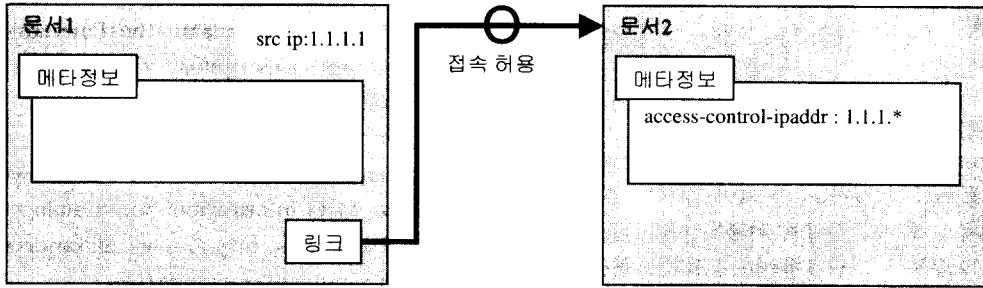 문서1
src ip:1.1.1.1
메타정보
링크
접속 허용
문서2
메타정보
access-control-ipaddr : 1.1.1.*